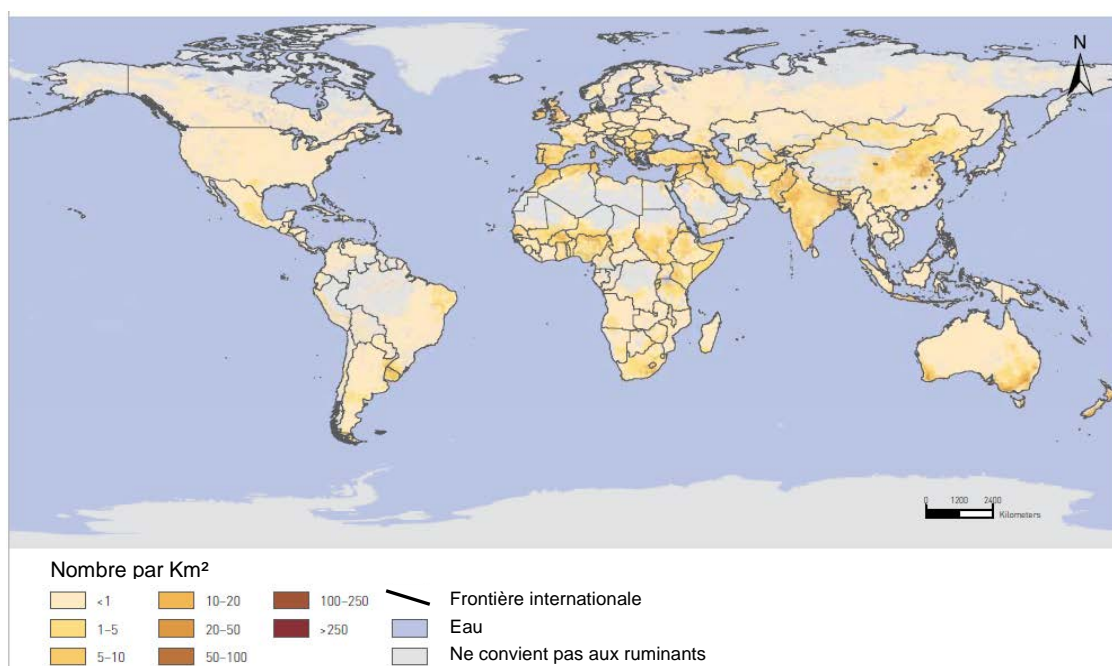 N
0 1200 2400
Kilometers
Nombre par Km²
<1 10–20 100–250 Frontière internationale
1–5 20–50 >250 Eau
5–10 50–100 Ne convient pas aux ruminants